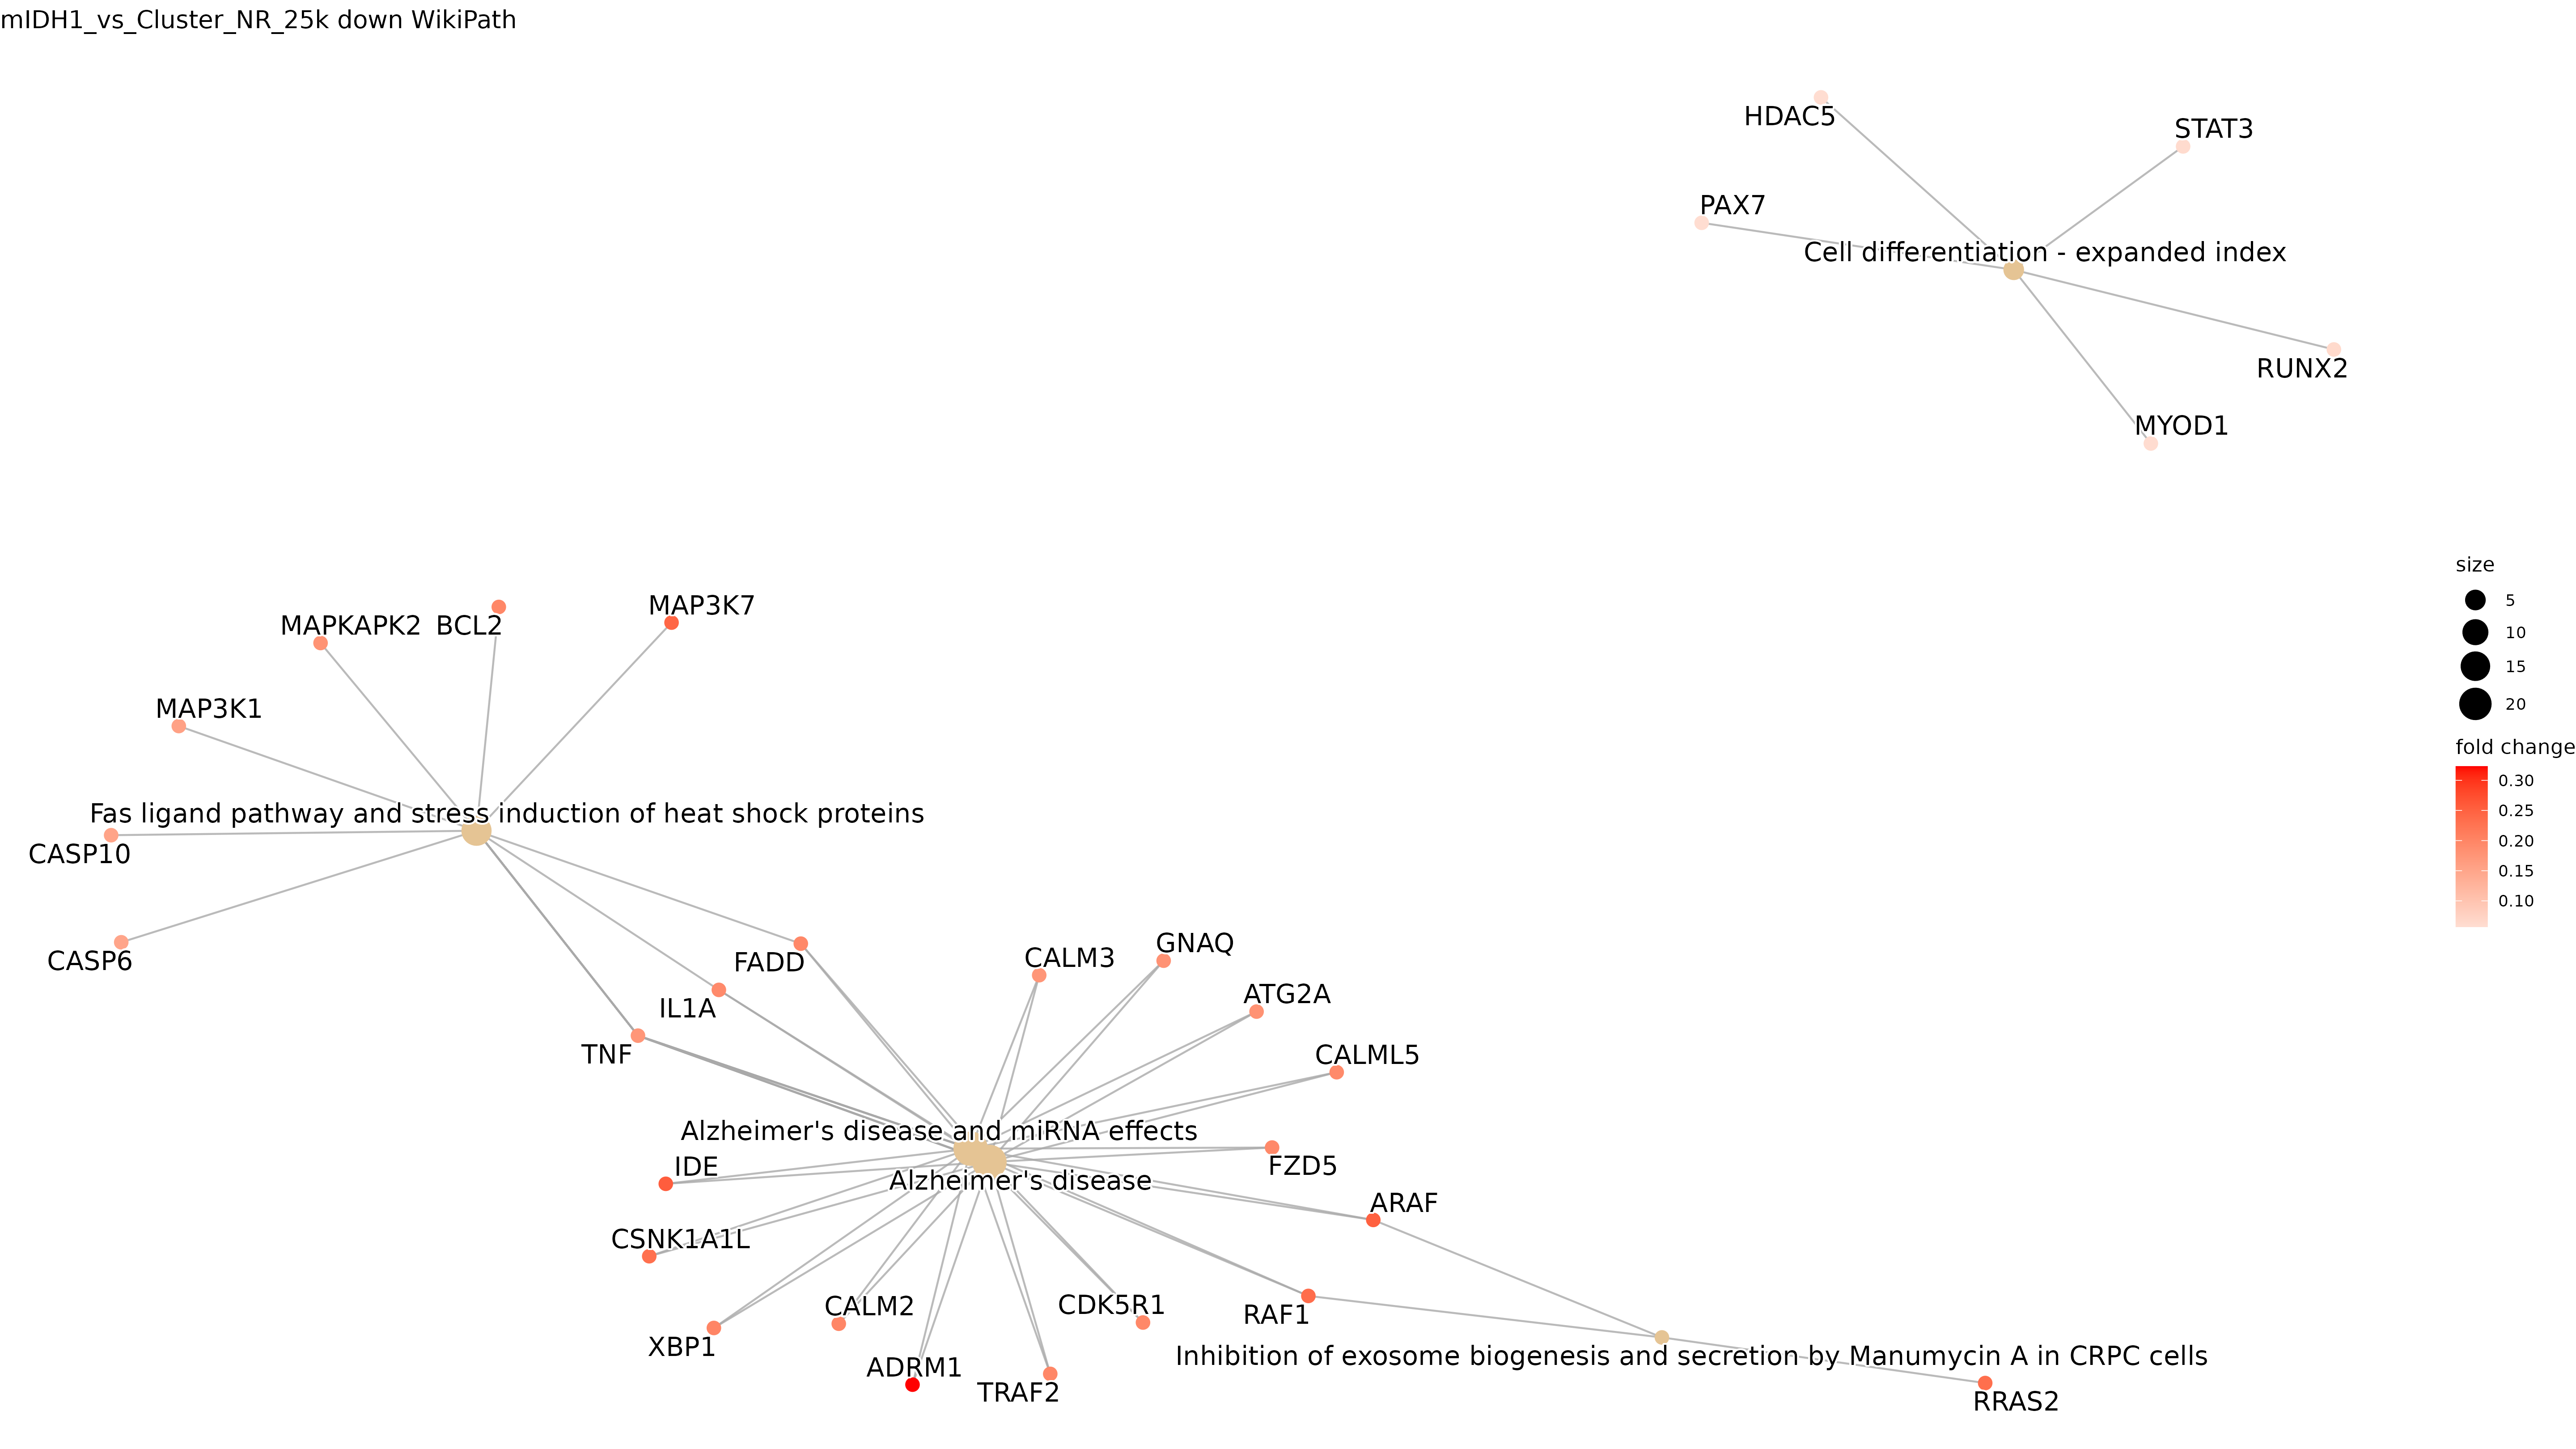 mIDH1_vs_Cluster_NR_25k down WikiPath
HDAC5
STAT3
PAX7
Cell differentiation - expanded index
RUNX2
MYOD1
size
5
10
15
20
fold change
0.30
0.25
0.20
0.15
0.10
MAPKAPK2
BCL2
MAP3K7
MAP3K1
Fas ligand pathway and stress induction of heat shock proteins
CASP10
CASP6
FADD
CALM3
GNAQ
IL1A
ATG2A
TNF
CALML5
Alzheimer's disease and miRNA effects
IDE
FZD5
Alzheimer's disease
ARAF
CSNK1A1L
CALM2
CDK5R1
RAF1
XBP1
Inhibition of exosome biogenesis and secretion by Manumycin A in CRPC cells
ADRM1
TRAF2
RRAS2